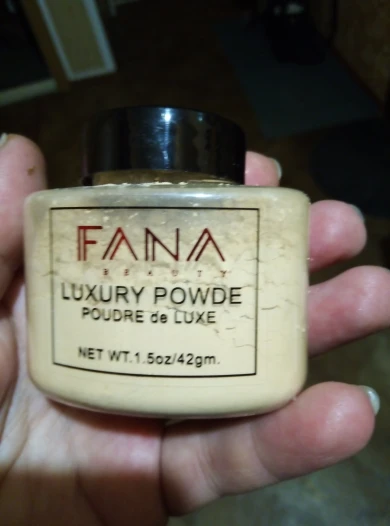 FANA
BEAUTY
LUXURY POWDE
POUDRE de LUXE
NET WT.1.5oz/42gm.